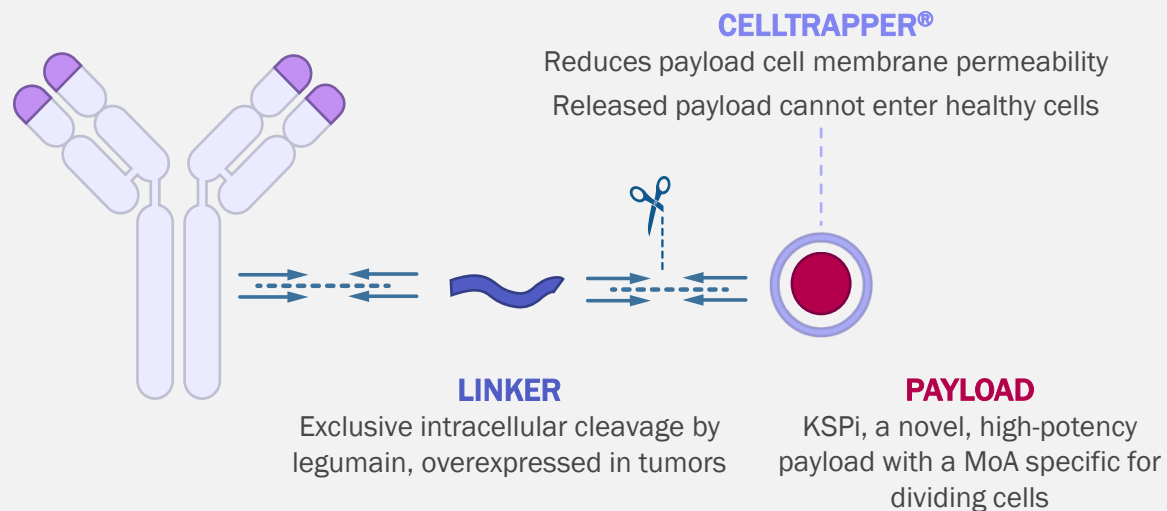 CELLTRAPPER®
Reduces payload cell membrane permeability
Released payload cannot enter healthy cells
LINKER
Exclusive intracellular cleavage by
legumain, overexpressed in tumors
PAYLOAD
KSPi, a novel, high-potency
payload with a MoA specific for
dividing cells